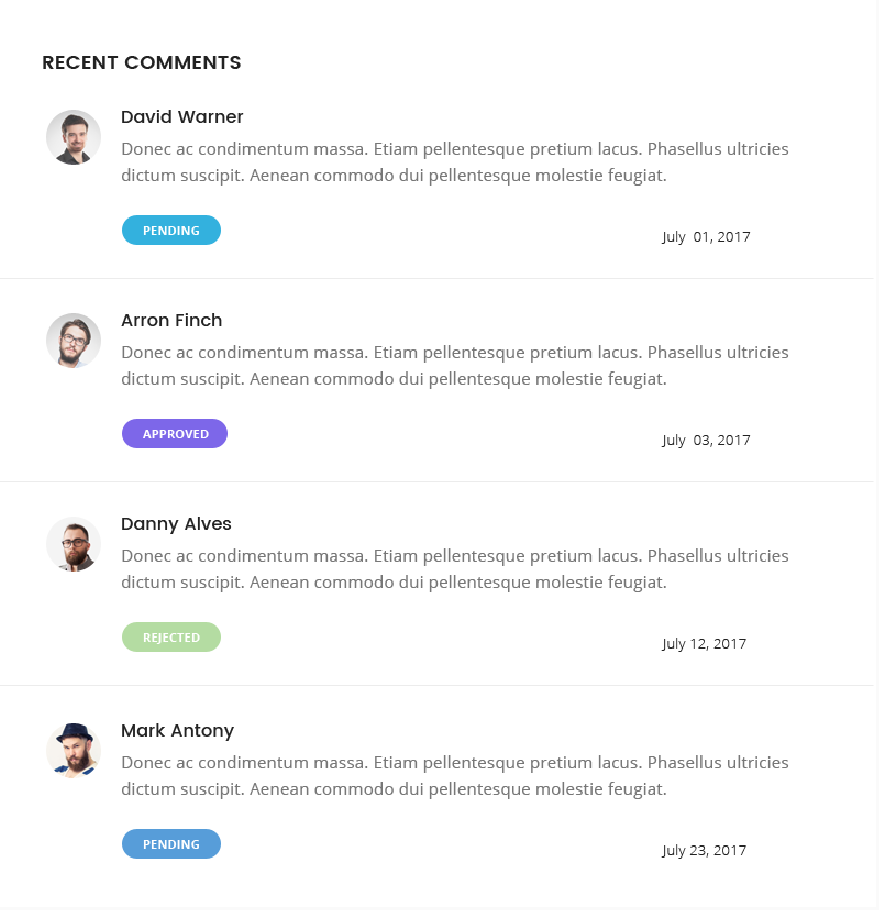 RECENT COMMENTS
David Warner
Donec ac condimentum massa. Etiam pellentesque pretium lacus. Phasellus ultricies
dictum suscipit. Aenean commodo dui pellentesque molestie feugiat.
PENDING
July 01, 2017
Arron Finch
Donec ac condimentum massa. Etiam pellentesque pretium lacus. Phasellus ultricies
dictum suscipit. Aenean commodo dui pellentesque molestie feugiat.
APPROVED
July 03, 2017
Danny Alves
Donec ac condimentum massa. Etiam pellentesque pretium lacus. Phasellus ultricies
dictum suscipit. Aenean commodo dui pellentesque molestie feugiat.
REJECTED
July 12, 2017
Mark Antony
Donec ac condimentum massa. Etiam pellentesque pretium lacus. Phasellus ultricies
dictum suscipit. Aenean commodo dui pellentesque molestie feugiat.
PENDING
July 23, 2017